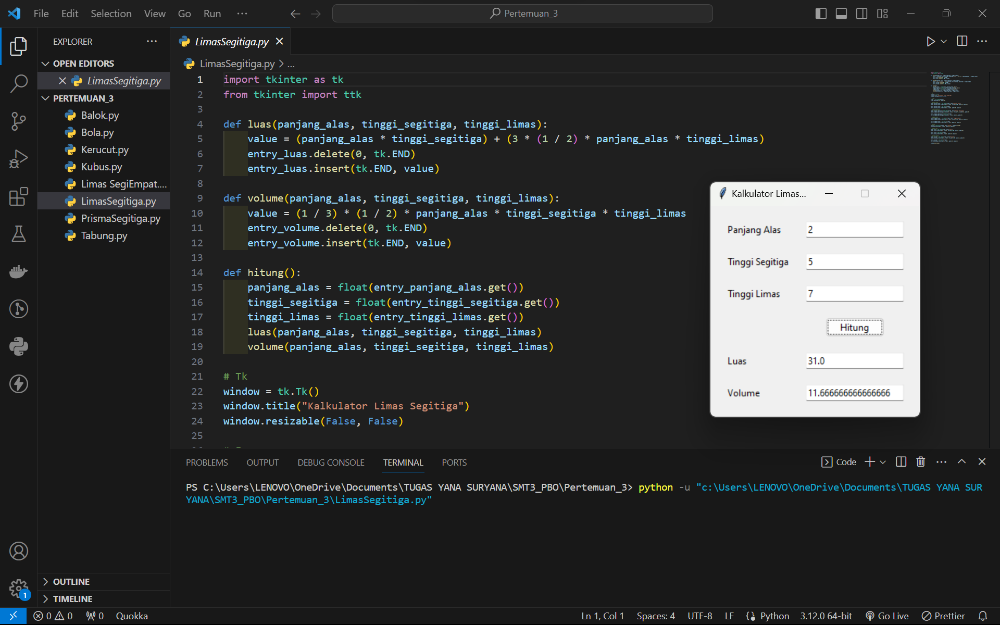 File Edit Selection View Go Run ···
Pertemuan_3
EXPLORER
LimasSegitiga.py
OPEN EDITORS
LimasSegitiga.py
PERTEMUAN_3
Balok.py
Bola.py
Kerucut.py
Kubus.py
Limas SegiEmpat....
LimasSegitiga.py
PrismaSegitiga.py
Tabung.py
OUTLINE
TIMELINE
LimasSegitiga.py > ...
1 import tkinter as tk
2 from tkinter import ttk
3
4 def luas(panjang_alas, tinggi_segitiga, tinggi_limas):
5     value = (panjang_alas * tinggi_segitiga) + (3 * (1 / 2) * panjang_alas * tinggi_limas)
6     entry_luas.delete(0, tk.END)
7     entry_luas.insert(tk.END, value)
8
9 def volume(panjang_alas, tinggi_segitiga, tinggi_limas):
10     value = (1 / 3) * (1 / 2) * panjang_alas * tinggi_segitiga * tinggi_limas
11     entry_volume.delete(0, tk.END)
12     entry_volume.insert(tk.END, value)
13
14 def hitung():
15     panjang_alas = float(entry_panjang_alas.get())
16     tinggi_segitiga = float(entry_tinggi_segitiga.get())
17     tinggi_limas = float(entry_tinggi_limas.get())
18     luas(panjang_alas, tinggi_segitiga, tinggi_limas)
19     volume(panjang_alas, tinggi_segitiga, tinggi_limas)
20
21 # Tk
22 window = tk.Tk()
23 window.title("Kalkulator Limas Segitiga")
24 window.resizable(False, False)
25
Kalkulator Limas...
Panjang Alas 2
Tinggi Segitiga 5
Tinggi Limas 7
Hitung
Luas 31.0
Volume 11.666666666666666
PROBLEMS OUTPUT DEBUG CONSOLE TERMINAL PORTS
Code
PS C:\Users\LENOVO\OneDrive\Documents\TUGAS YANA SURYANA\SMT3_PBO\Pertemuan_3> python -u "c:\Users\LENOVO\OneDrive\Documents\TUGAS YANA SUR
YANA\SMT3_PBO\Pertemuan_3\LimasSegitiga.py"
1
0 0 0 Quokka
Ln 1, Col 1 Spaces: 4 UTF-8 LF Python 3.12.0 64-bit Go Live Prettier